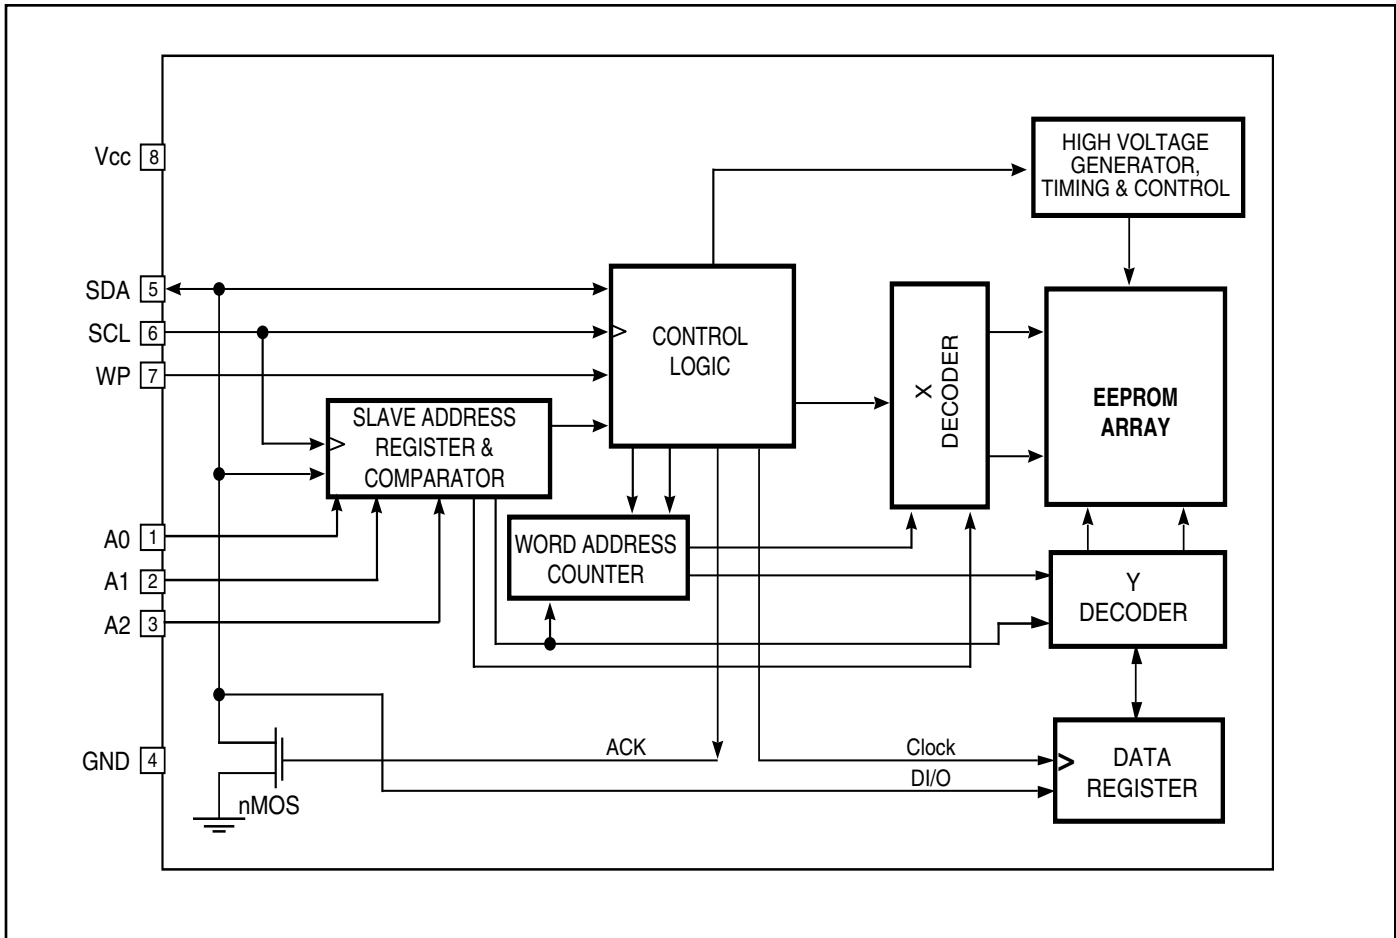 Vcc 8
SDA 5
SCL 6
WP 7
A0 1
A1 2
A2 3
GND 4
HIGH VOLTAGE
GENERATOR,
TIMING & CONTROL
CONTROL
LOGIC
SLAVE ADDRESS
REGISTER &
COMPARATOR
WORD ADDRESS
COUNTER
X
DECODER
EEPROM
ARRAY
Y
DECODER
DATA
REGISTER
ACK
Clock
DI/O
nMOS